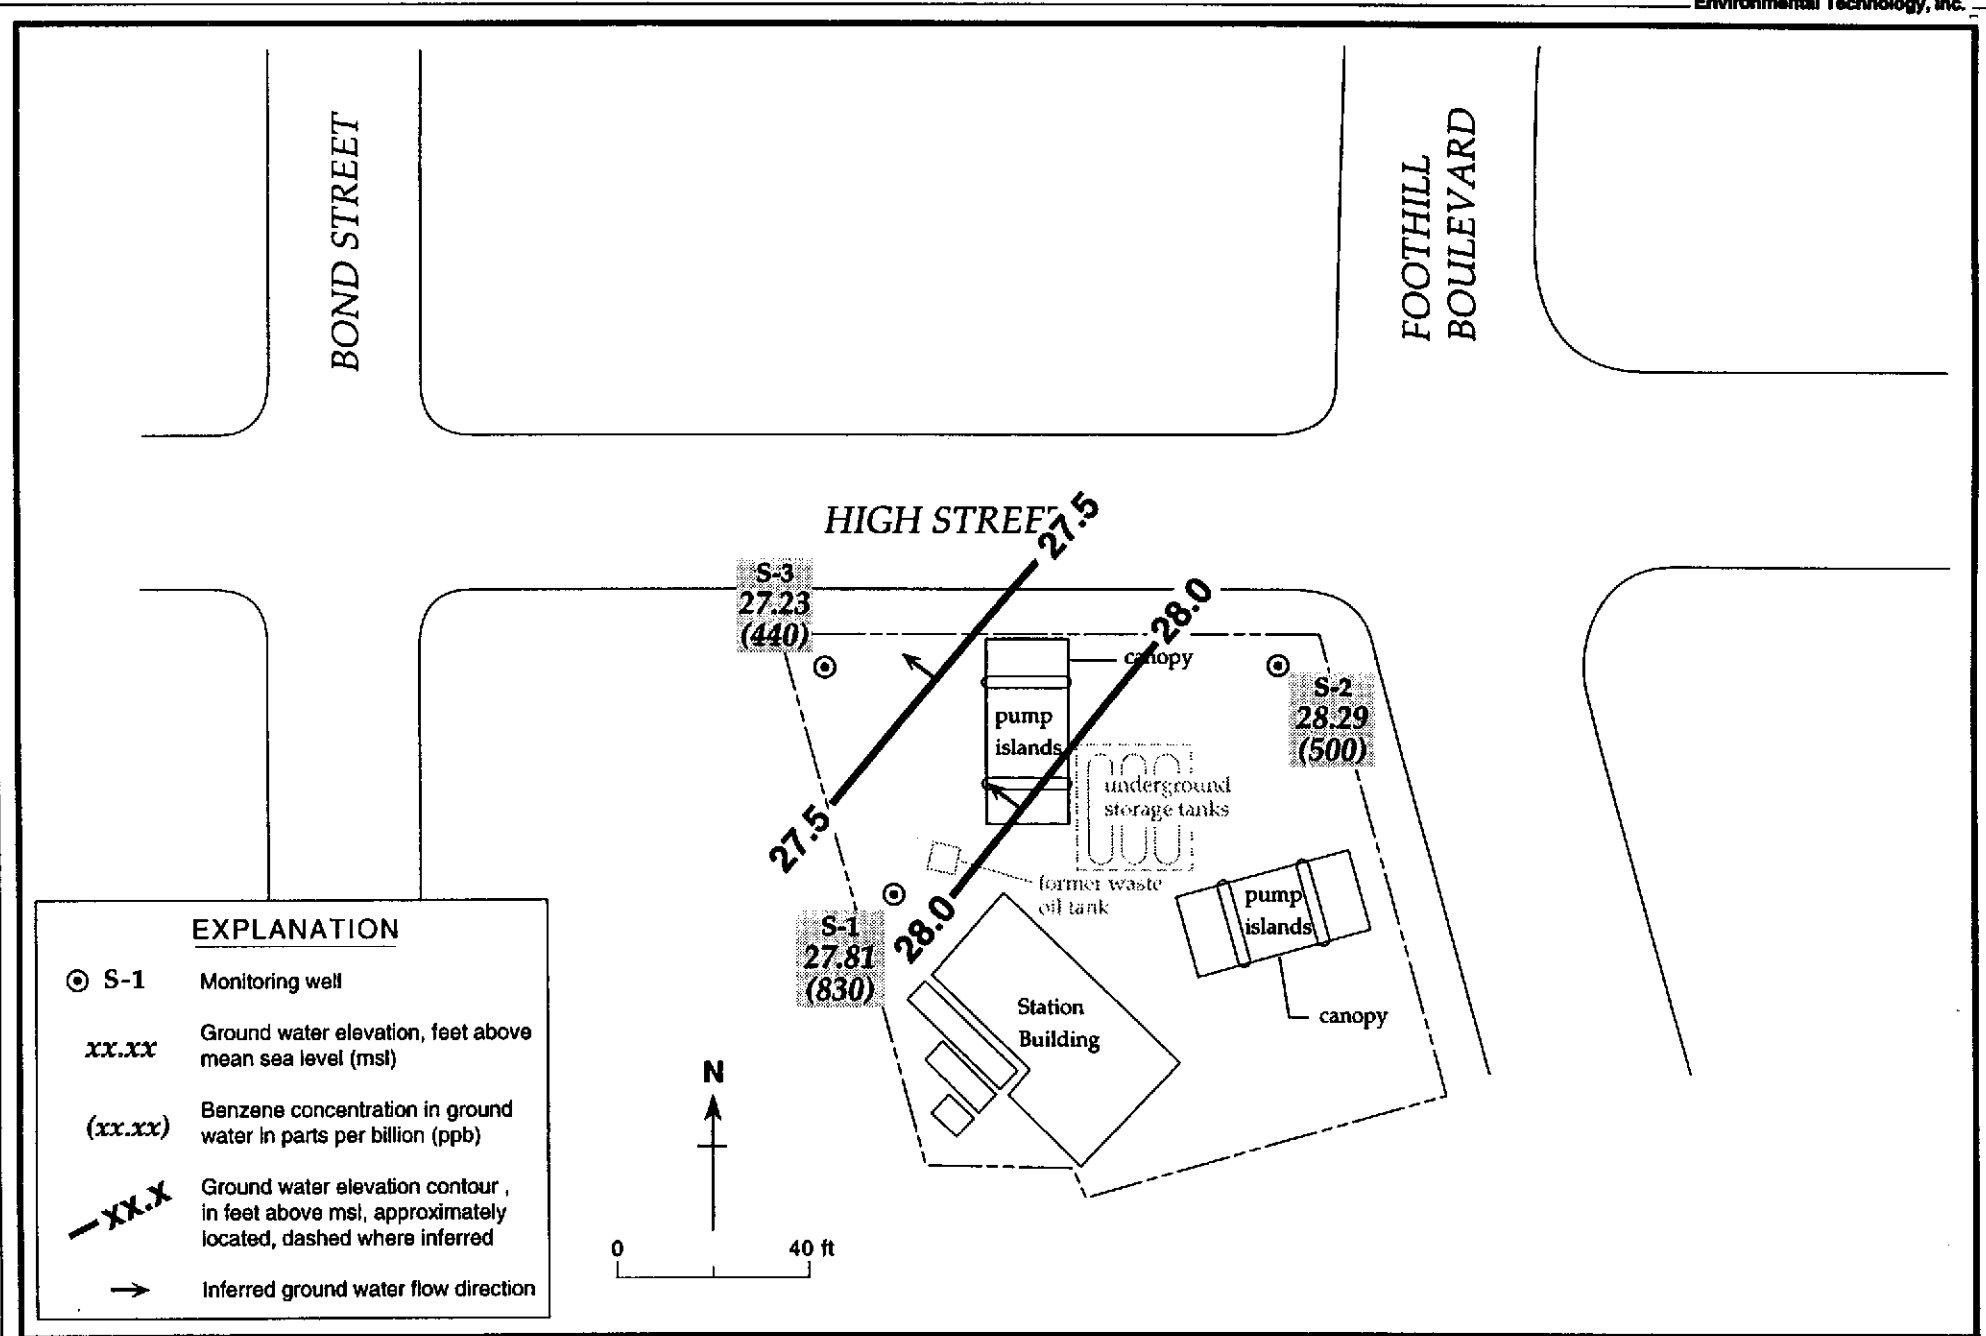 Environmental Technology, Inc.
BOND STREET
FOOTHILL
BOULEVARD
HIGH STREET
27.5
28.0
S-3
27.23
(440)
canopy
S-2
28.29
(500)
pump
islands
underground
storage tanks
27.5
former waste
oil tank
pump
islands
S-1
27.81
(830)
28.0
Station
Building
canopy
EXPLANATION
S-1 Monitoring well
xx.xx Ground water elevation, feet above
mean sea level (msl)
(xx.xx) Benzene concentration in ground
water in parts per billion (ppb)
xx.x Ground water elevation contour ,
in feet above msl, approximately
located, dashed where inferred
Inferred ground water flow direction
N
0 40 ft